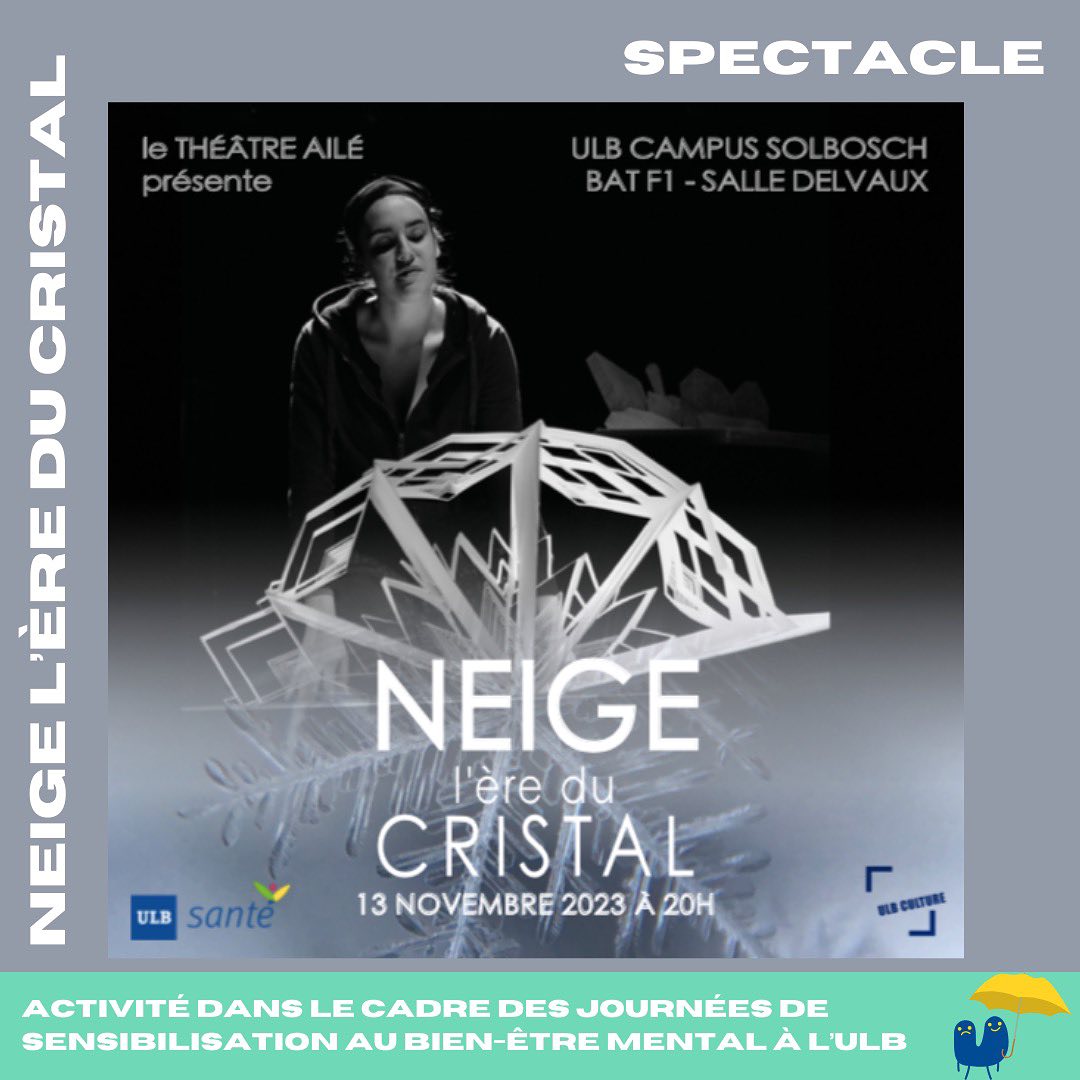 SPECTACLE
NEIGE L'ÈRE DU CRISTAL
le THÉÂTRE AILÉ
présente
ULB CAMPUS SOLBOSCH
BAT F1 - SALLE DELVAUX
NEIGE
l'ère du
CRISTAL
13 NOVEMBRE 2023 À 20H
ULB santé
ULB CULTURE
ACTIVITÉ DANS LE CADRE DES JOURNÉES DE
SENSIBILISATION AU BIEN-ÊTRE MENTAL À L'ULB